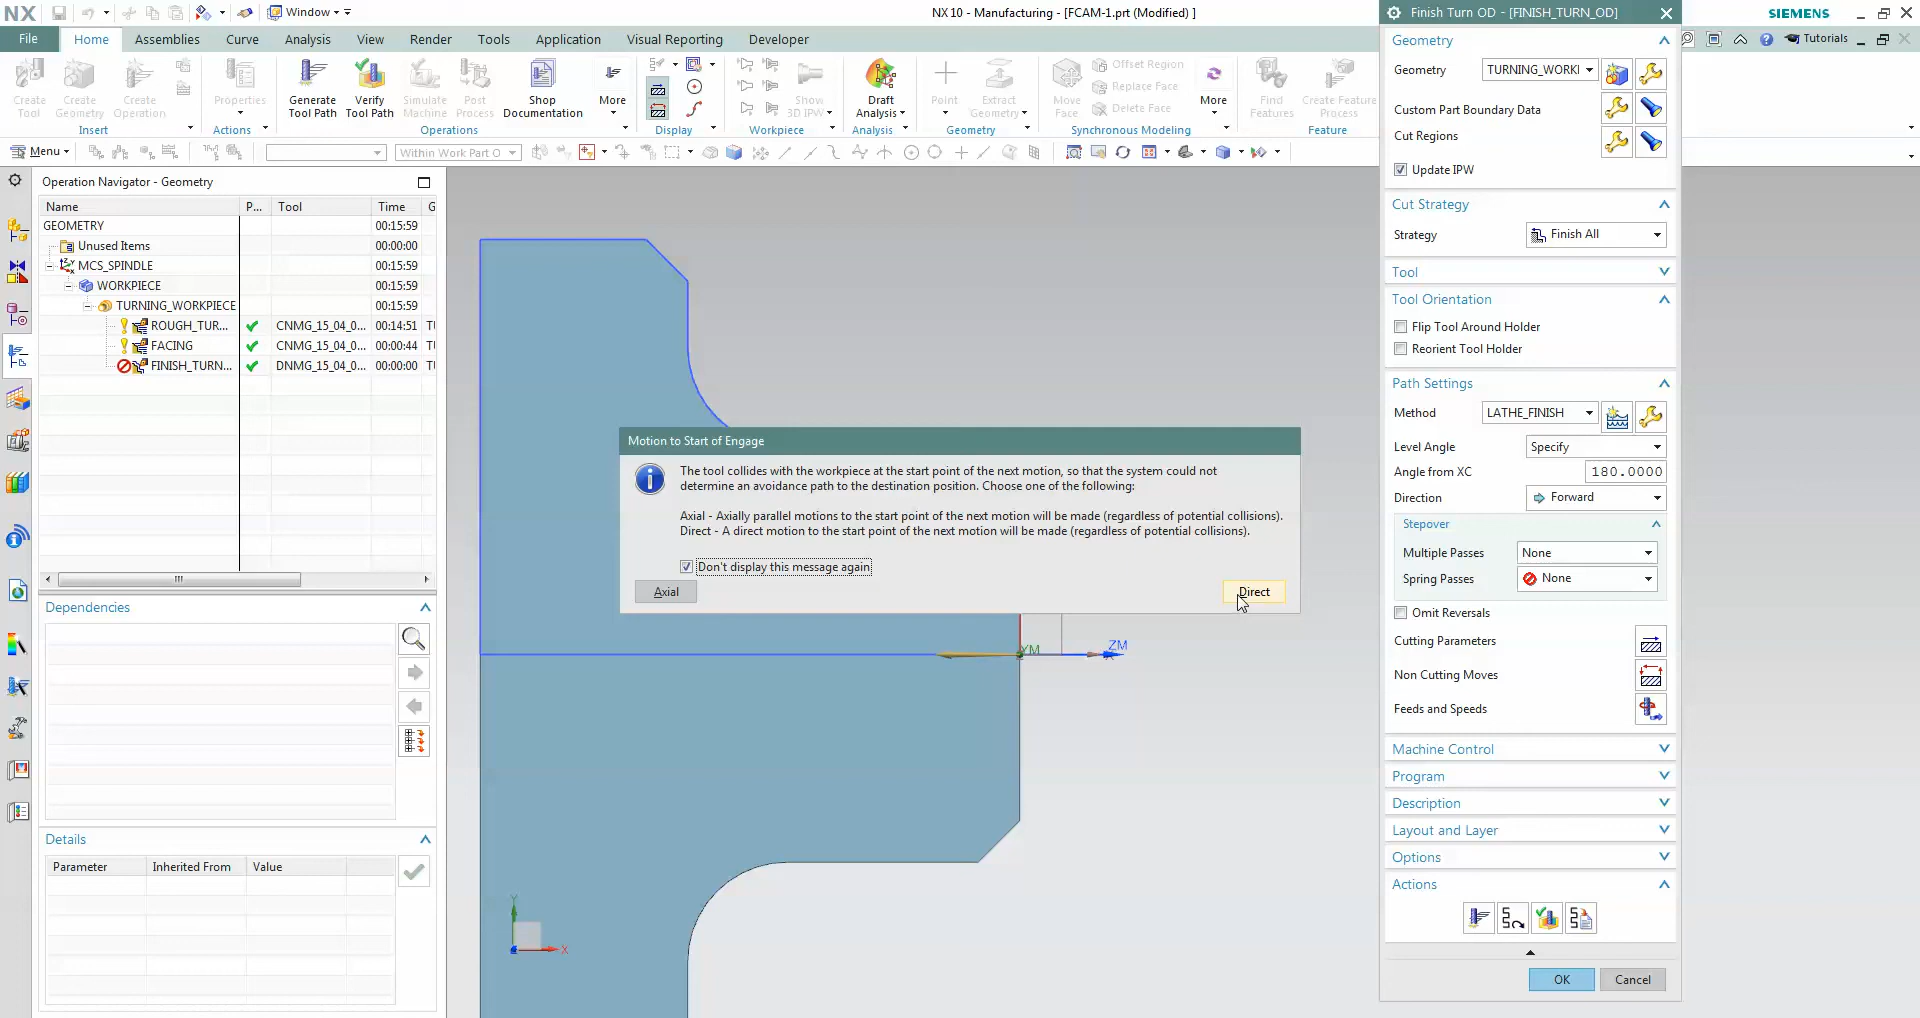 NX
Window
NX 10 - Manufacturing - [FCAM-1.prt (Modified) ]
SIEMENS
File
Home
Assemblies
Curve
Analysis
View
Render
Tools
Application
Visual Reporting
Developer
Tutorials
Create Tool
Create Geometry
Create Operation
Insert
Properties
Actions
Generate Tool Path
Verify Tool Path
Simulate Machine
Post Process
Shop Documentation
More
Operations
Display
Show 3D IPW
Workpiece
Draft Analysis
Analysis
Point
Extract Geometry
Geometry
Move Face
Offset Region
Replace Face
Delete Face
More
Synchronous Modeling
Find Features
Create Feature Process
Feature
Menu
Within Work Part O
Operation Navigator - Geometry
Name P... Tool Time G
GEOMETRY 00:15:59
Unused Items 00:00:00
MCS_SPINDLE 00:15:59
WORKPIECE 00:15:59
TURNING_WORKPIECE 00:15:59
ROUGH_TUR... CNMG_15_04_0... 00:14:51 TU
FACING CNMG_15_04_0... 00:00:44 TU
FINISH_TURN... DNMG_15_04_0... 00:00:00 TU
Dependencies
Details
Parameter Inherited From Value
Motion to Start of Engage
The tool collides with the workpiece at the start point of the next motion, so that the system could not
determine an avoidance path to the destination position. Choose one of the following:
Axial - Axially parallel motions to the start point of the next motion will be made (regardless of potential collisions).
Direct - A direct motion to the start point of the next motion will be made (regardless of potential collisions).
Don't display this message again
Axial
Direct
YM
ZM
Y
X
Finish Turn OD - [FINISH_TURN_OD]
Geometry
Geometry TURNING_WORKI
Custom Part Boundary Data
Cut Regions
Update IPW
Cut Strategy
Strategy Finish All
Tool
Tool Orientation
Flip Tool Around Holder
Reorient Tool Holder
Path Settings
Method LATHE_FINISH
Level Angle Specify
Angle from XC 180.0000
Direction Forward
Stepover
Multiple Passes None
Spring Passes None
Omit Reversals
Cutting Parameters
Non Cutting Moves
Feeds and Speeds
Machine Control
Program
Description
Layout and Layer
Options
Actions
OK
Cancel